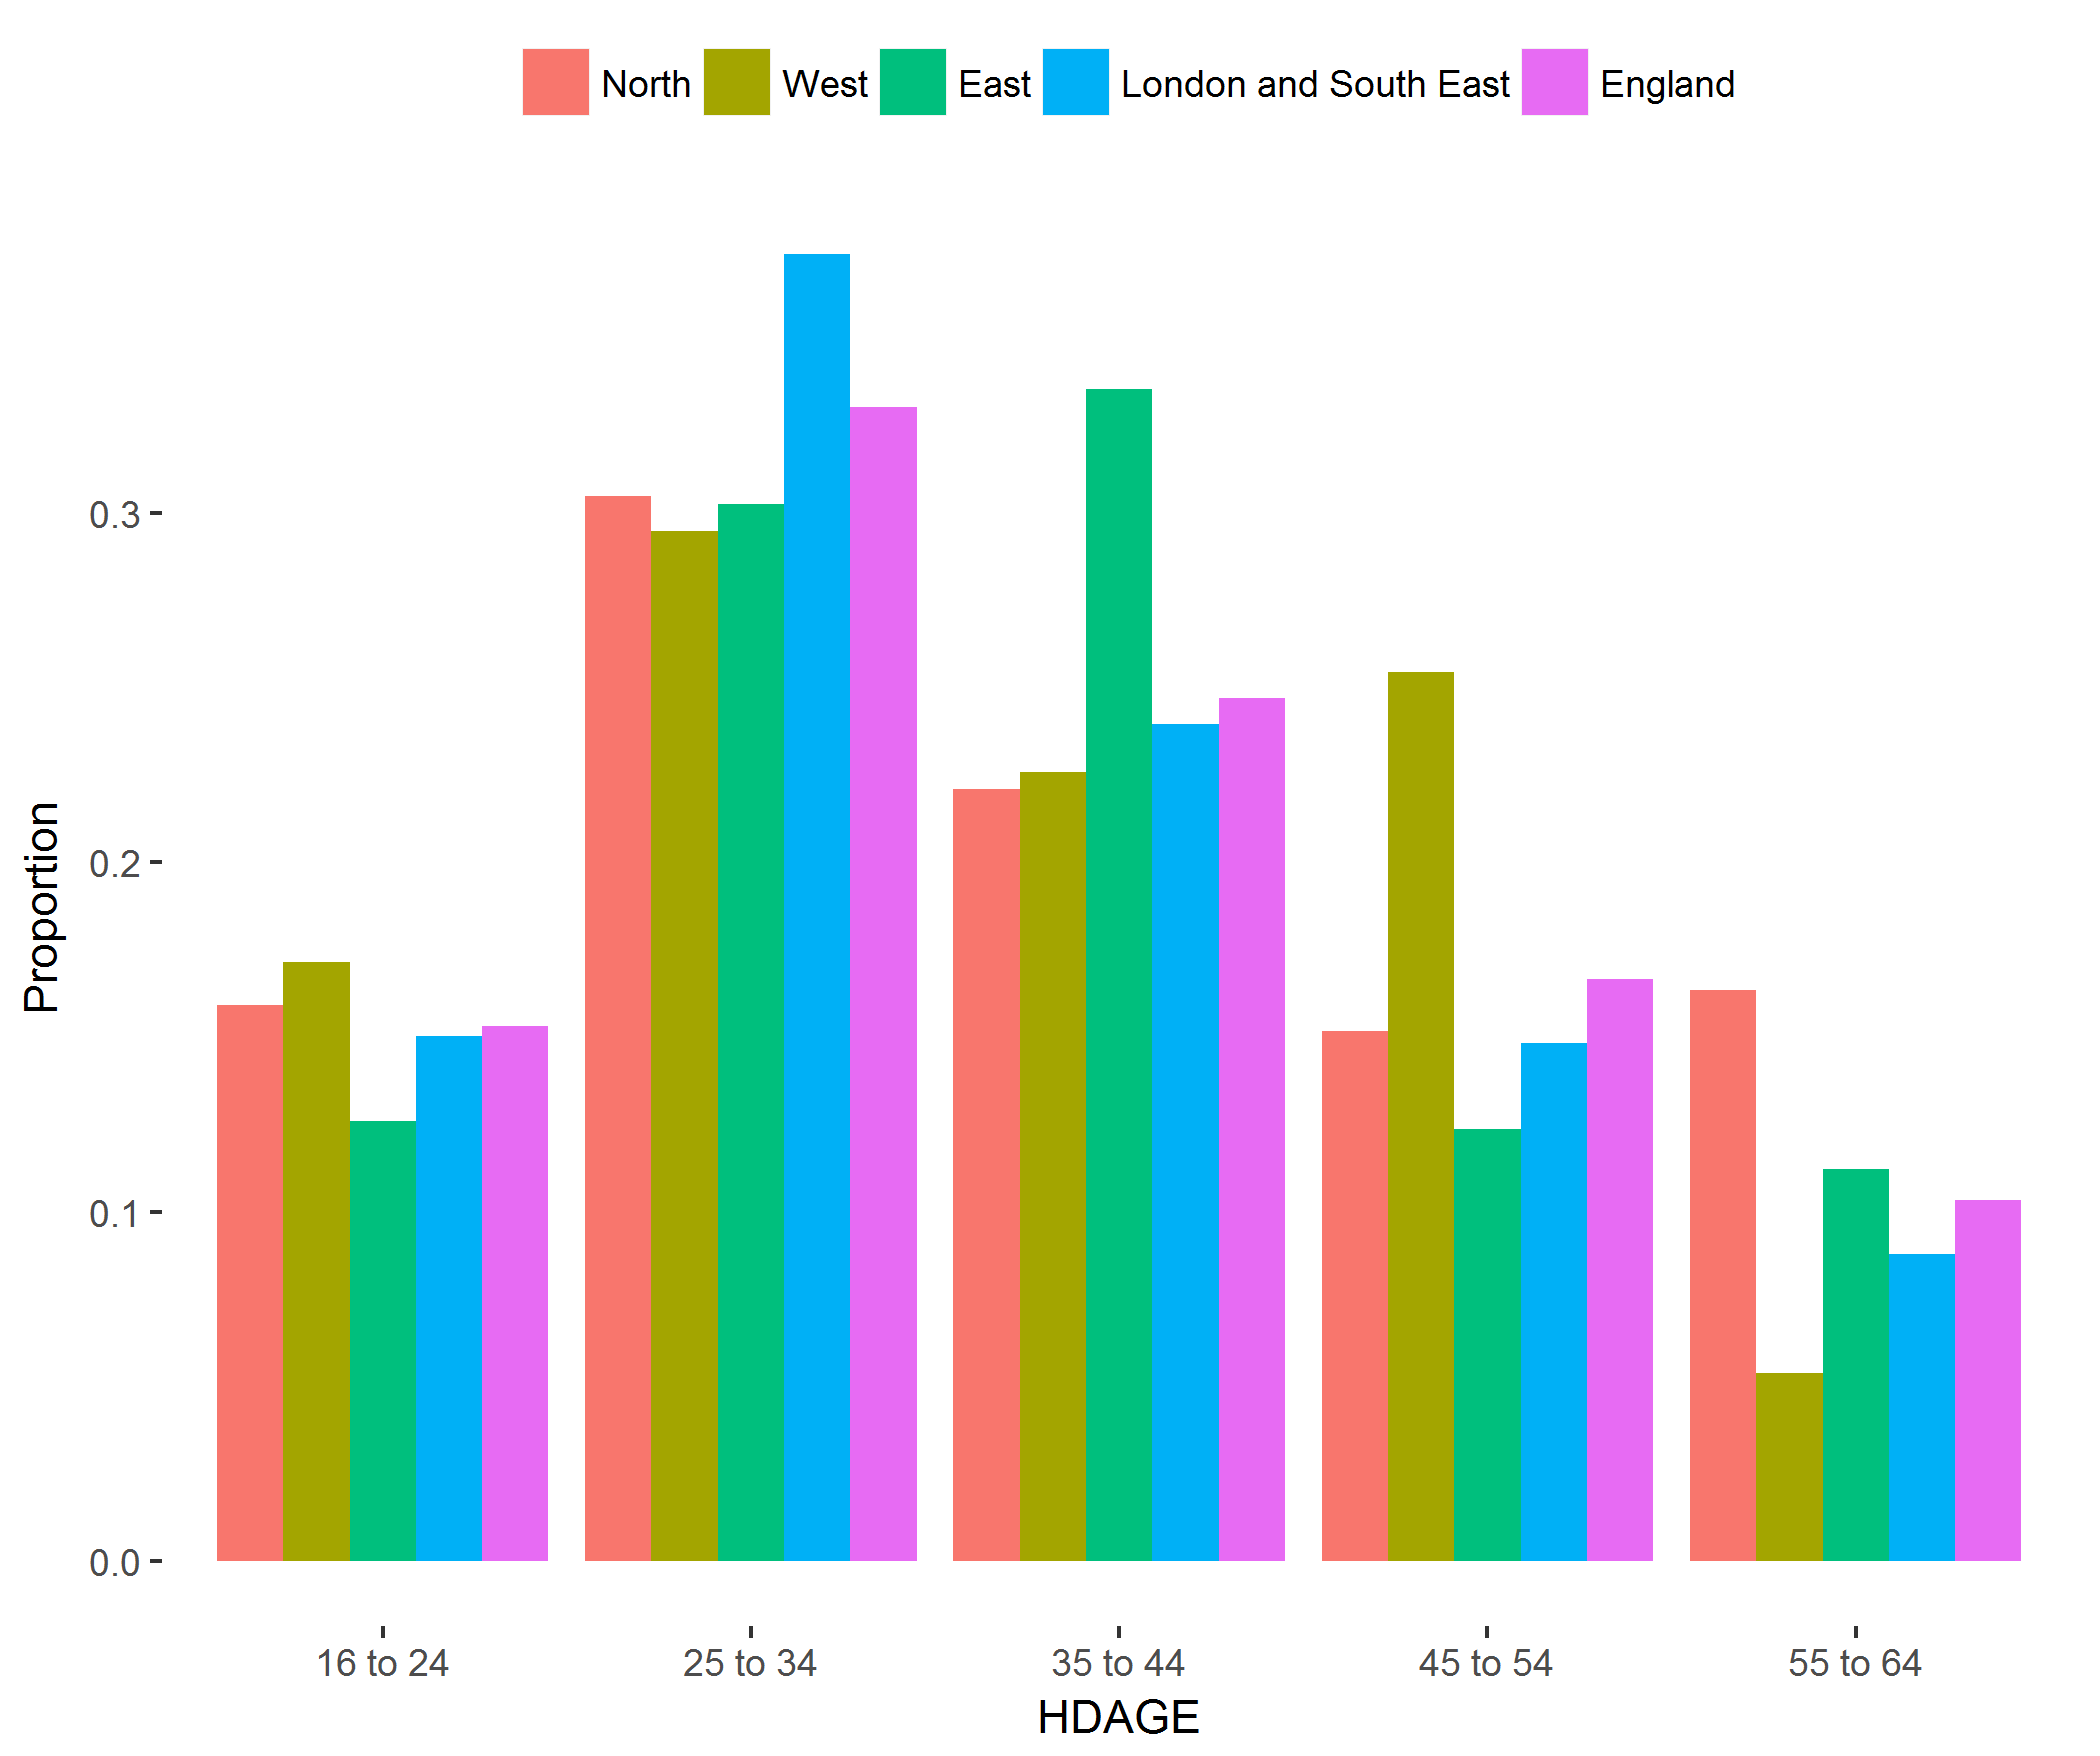 North West East London and South East England
0.3
0.2
0.1
0.0
Proportion
16 to 24 25 to 34 35 to 44 45 to 54 55 to 64
HDAGE